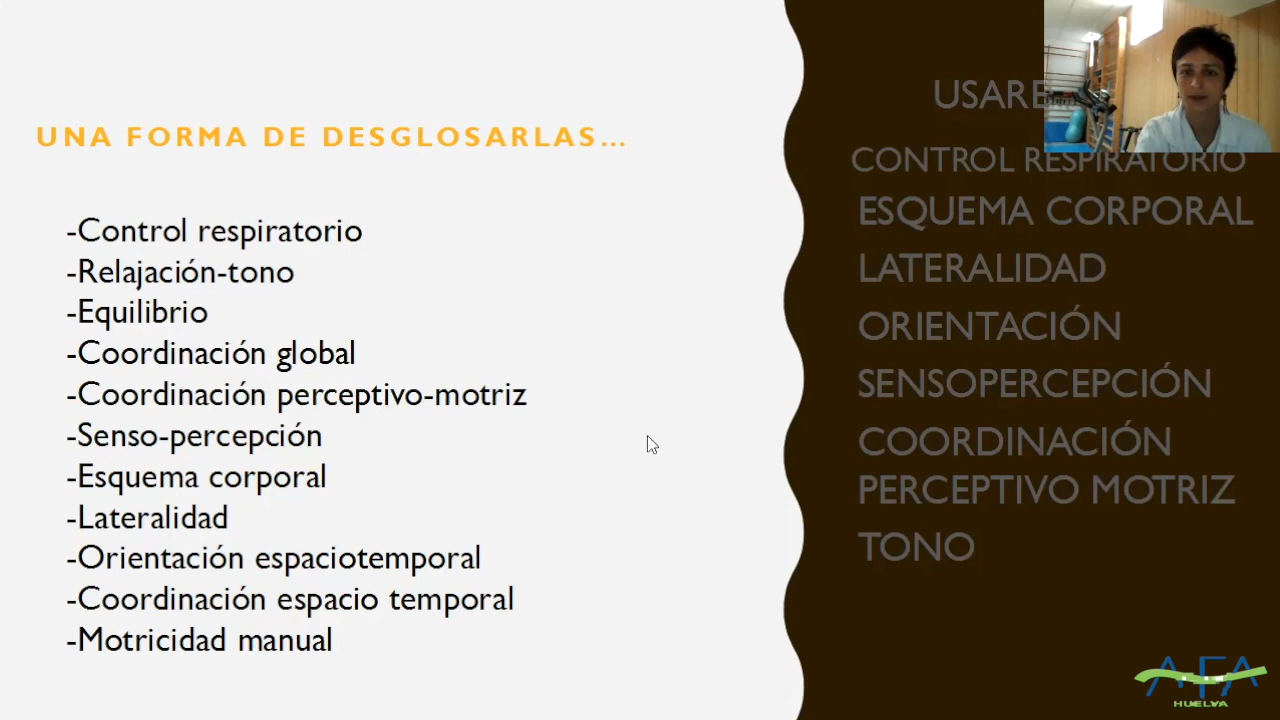 UNA FORMA DE DESGLOSARLAS...
-Control respiratorio
-Relajación-tono
-Equilibrio
-Coordinación global
-Coordinación perceptivo-motriz
-Senso-percepción
-Esquema corporal
-Lateralidad
-Orientación espaciotemporal
-Coordinación espacio temporal
-Motricidad manual
CONTROL RESPIRATORIO
ESQUEMA CORPORAL
LATERALIDAD
ORIENTACIÓN
SENSOPERCEPCIÓN
COORDINACIÓN
PERCEPTIVO MOTRIZ
TONO
AFA
HUELVA